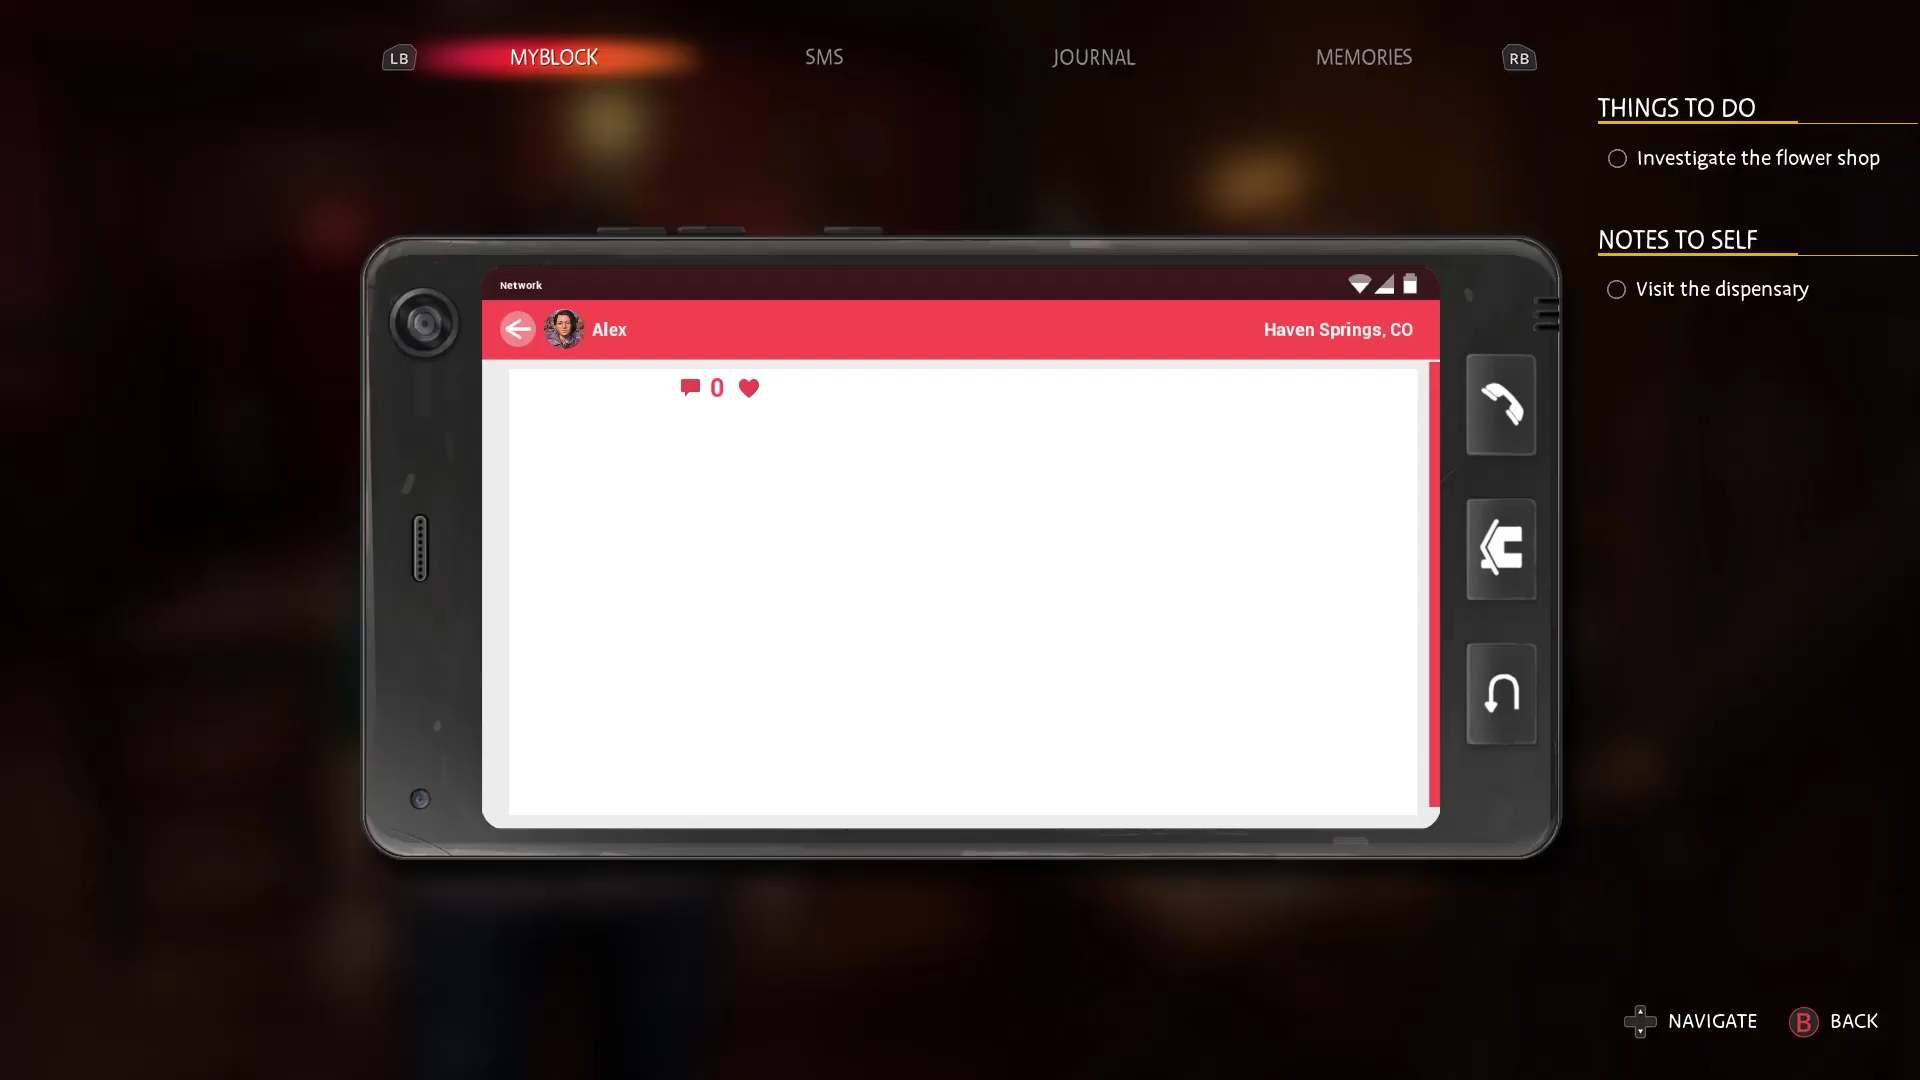 LB
MYBLOCK
SMS
JOURNAL
MEMORIES
RB
THINGS TO DO
Investigate the flower shop
NOTES TO SELF
Visit the dispensary
Network
Alex
Haven Springs, CO
0
NAVIGATE
B BACK